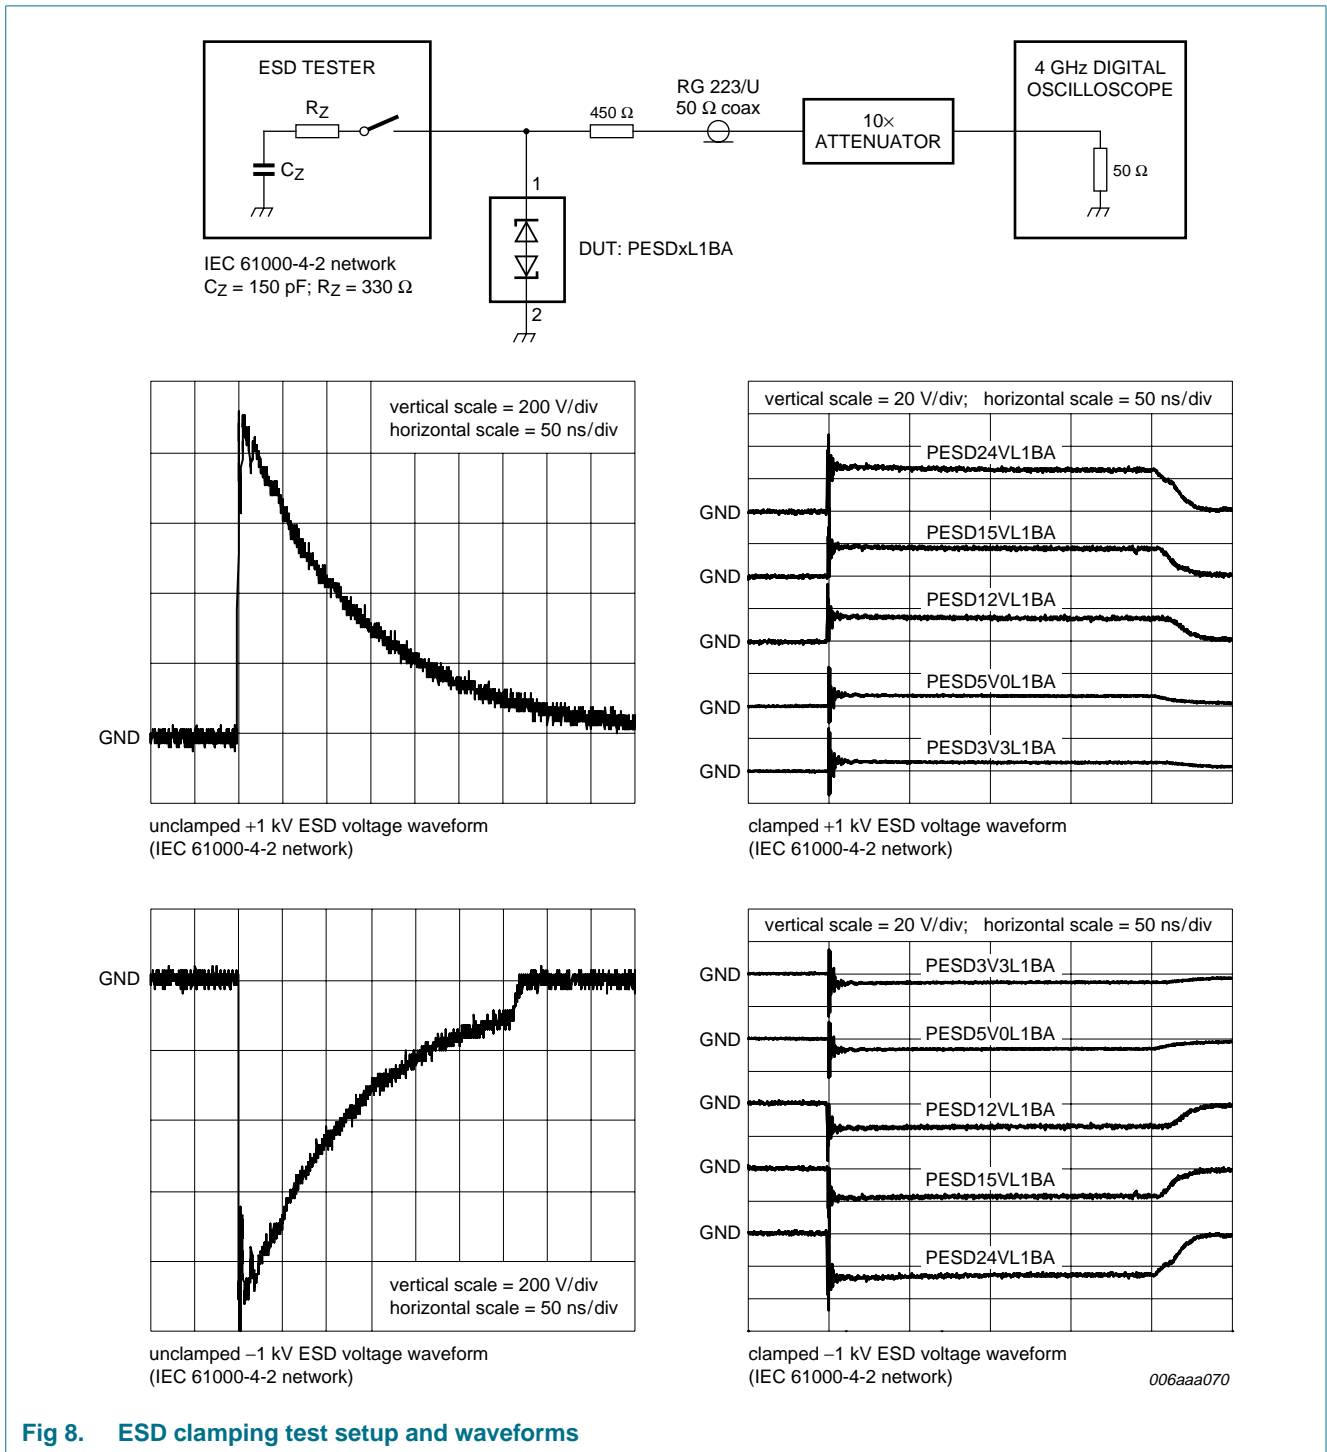 ESD TESTER
RZ
CZ
IEC 61000-4-2 network
CZ = 150 pF; RZ = 330 Ω
450 Ω
RG 223/U
50 Ω coax
10×
ATTENUATOR
4 GHz DIGITAL
OSCILLOSCOPE
50 Ω
1
DUT: PESDxL1BA
2
vertical scale = 200 V/div
horizontal scale = 50 ns/div
GND
unclamped +1 kV ESD voltage waveform
(IEC 61000-4-2 network)
vertical scale = 20 V/div; horizontal scale = 50 ns/div
PESD24VL1BA
GND
PESD15VL1BA
GND
PESD12VL1BA
GND
PESD5V0L1BA
GND
PESD3V3L1BA
GND
clamped +1 kV ESD voltage waveform
(IEC 61000-4-2 network)
GND
vertical scale = 200 V/div
horizontal scale = 50 ns/div
unclamped −1 kV ESD voltage waveform
(IEC 61000-4-2 network)
vertical scale = 20 V/div; horizontal scale = 50 ns/div
GND
PESD3V3L1BA
GND
PESD5V0L1BA
GND
PESD12VL1BA
GND
PESD15VL1BA
GND
PESD24VL1BA
clamped −1 kV ESD voltage waveform
(IEC 61000-4-2 network)
006aaa070
Fig 8. ESD clamping test setup and waveforms